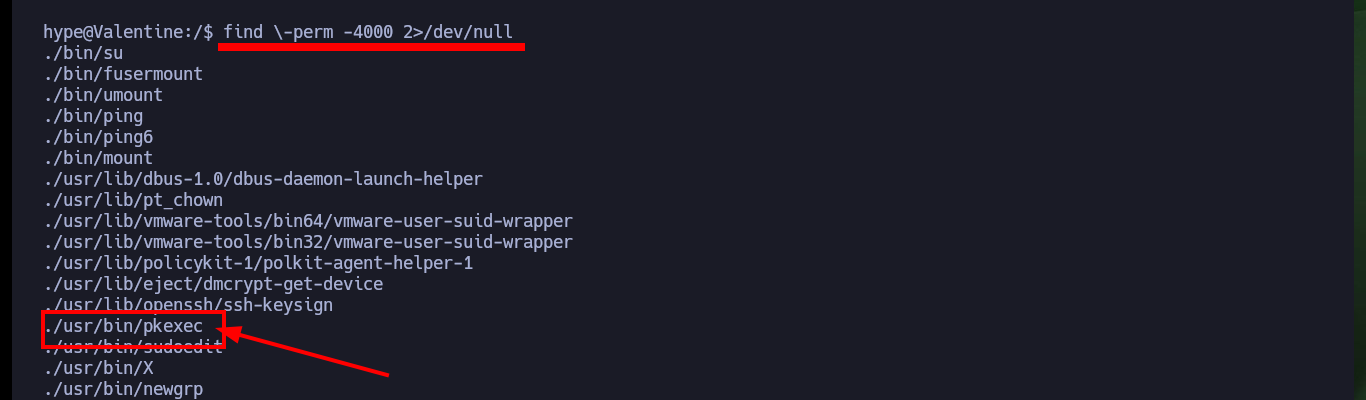 hype@Valentine:/$ find \-perm -4000 2>/dev/null
./bin/su
./bin/fusermount
./bin/umount
./bin/ping
./bin/ping6
./bin/mount
./usr/lib/dbus-1.0/dbus-daemon-launch-helper
./usr/lib/pt_chown
./usr/lib/vmware-tools/bin64/vmware-user-suid-wrapper
./usr/lib/vmware-tools/bin32/vmware-user-suid-wrapper
./usr/lib/policykit-1/polkit-agent-helper-1
./usr/lib/eject/dmcrypt-get-device
./usr/lib/openssh/ssh-keysign
./usr/bin/pkexec
./usr/bin/sudoedit
./usr/bin/X
./usr/bin/newgrp